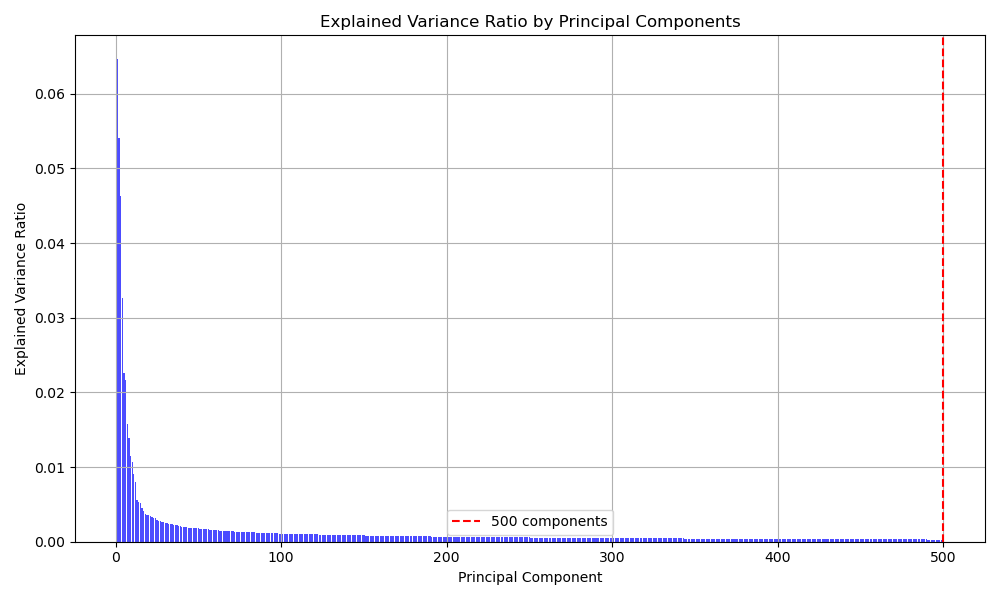 Explained Variance Ratio by Principal Components
Explained Variance Ratio
0.06
0.05
0.04
0.03
0.02
0.01
0.00
500 components
0 100 200 300 400 500
Principal Component